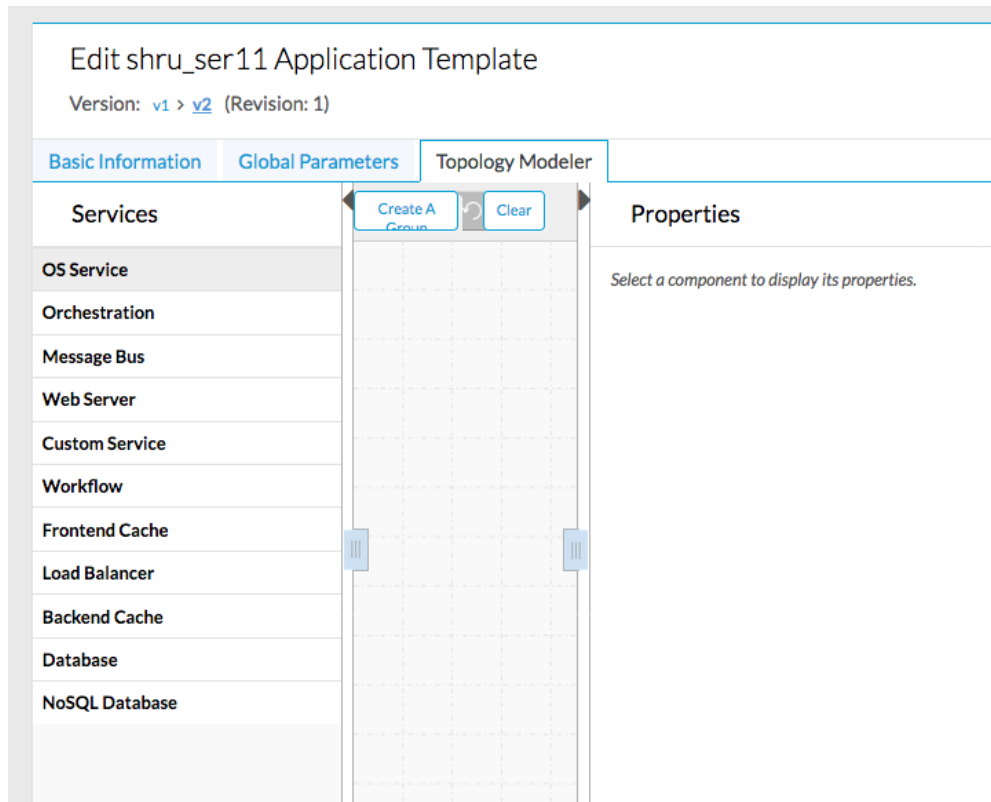 Edit shru_ser11 Application Template
Version: v1 > v2 (Revision: 1)
Basic Information Global Parameters Topology Modeler
Services
Create A
Group
Clear
Properties
OS Service
Orchestration
Message Bus
Web Server
Custom Service
Workflow
Frontend Cache
Load Balancer
Backend Cache
Database
NoSQL Database
Select a component to display its properties.